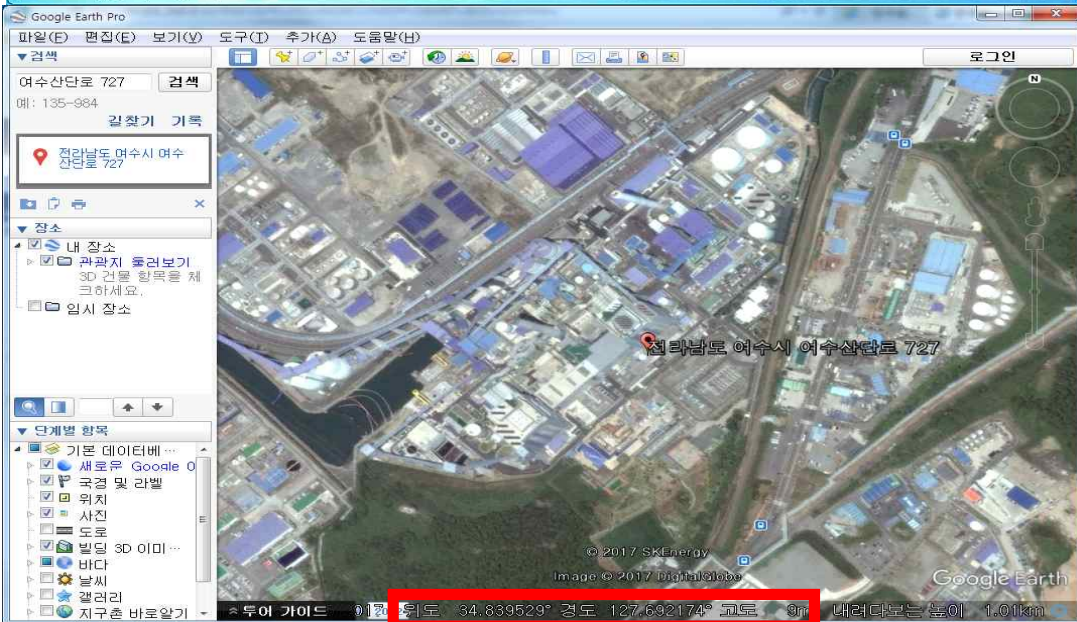 Google Earth Pro
파일(F) 편집(E) 보기(V) 도구(T) 추가(A) 도움말(H)
▼검색
로그인
여수산단로 727 검색
예: 135-984
길찾기 기록
전라남도 여수시 여수
산단로 727
▼ 장소
내 장소
관광지 둘러보기
3D 건물 항목을 체
크하세요.
임시 장소
▼ 단계별 항목
기본 데이터베…
새로운 Google O
국경 및 라벨
위치
사진
도로
빌딩 3D 이미…
바다
날씨
갤러리
지구촌 바로알기
N
전라남도 여수시 여수산단로 727
© 2017 SKEnergy
Image © 2017 DigitalGlobe
Google Earth
투어 가이드 위도 34.839529° 경도 127.692174° 고도 9m 내려다보는 높이 1.01km